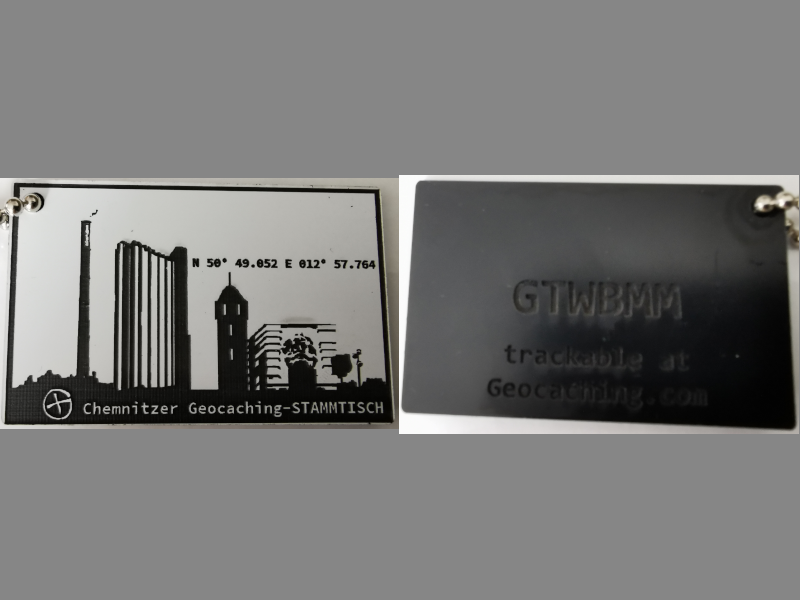 N 50° 49.052 E 012° 57.764
Chemnitzer Geocaching-STAMMTISCH
GTWBMM
trackable at
Geocaching.com